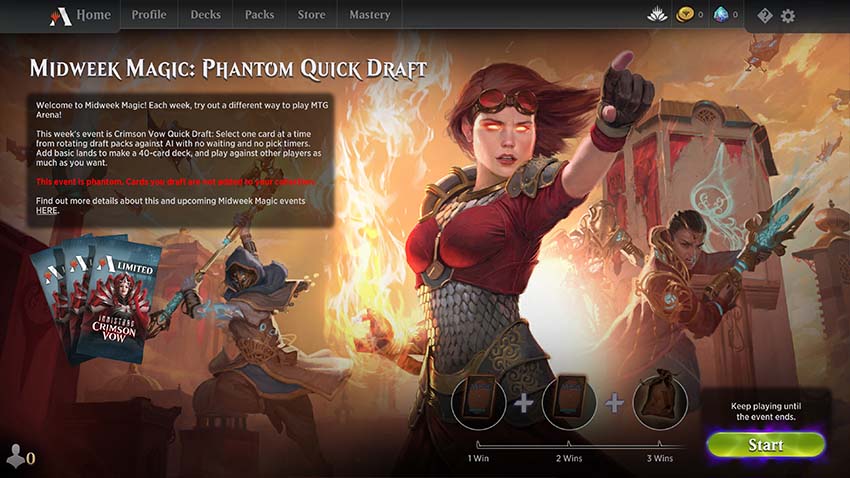 Home Profile Decks Packs Store Mastery 0 0
MIDWEEK MAGIC: PHANTOM QUICK DRAFT
Welcome to Midweek Magic! Each week, try out a different way to play MTG
Arena!
This week's event is Crimson Vow Quick Draft: Select one card at a time
from rotating draft packs against AI with no waiting and no pick timers.
Add basic lands to make a 40-card deck, and play against other players as
much as you want.
This event is phantom. Cards you draft are not added to your collection.
Find out more details about this and upcoming Midweek Magic events
HERE.
LIMITED
INNISTRAD
CRIMSON
VOW
Keep playing until
the event ends.
Start
1 Win 2 Wins 3 Wins
0